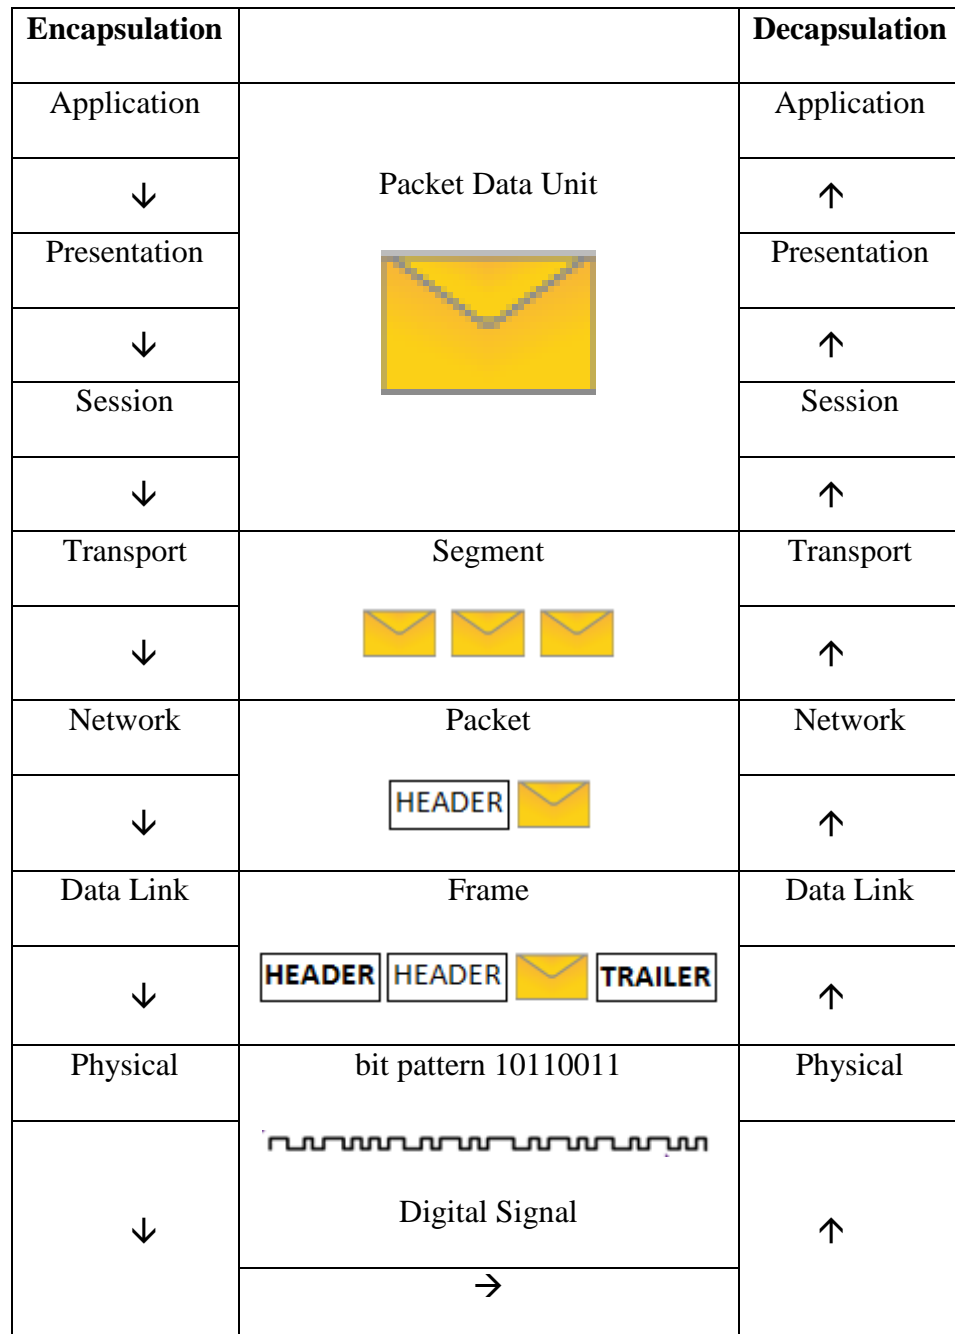 Encapsulation Decapsulation
Application Application
Packet Data Unit
↓ ↑
Presentation Presentation
↓ ↑
Session Session
↓ ↑
Transport Segment Transport
↓ ↑
Network Packet Network
↓ HEADER ↑
Data Link Frame Data Link
↓ HEADER HEADER TRAILER ↑
Physical bit pattern 10110011 Physical
Digital Signal
↓ ↑
→